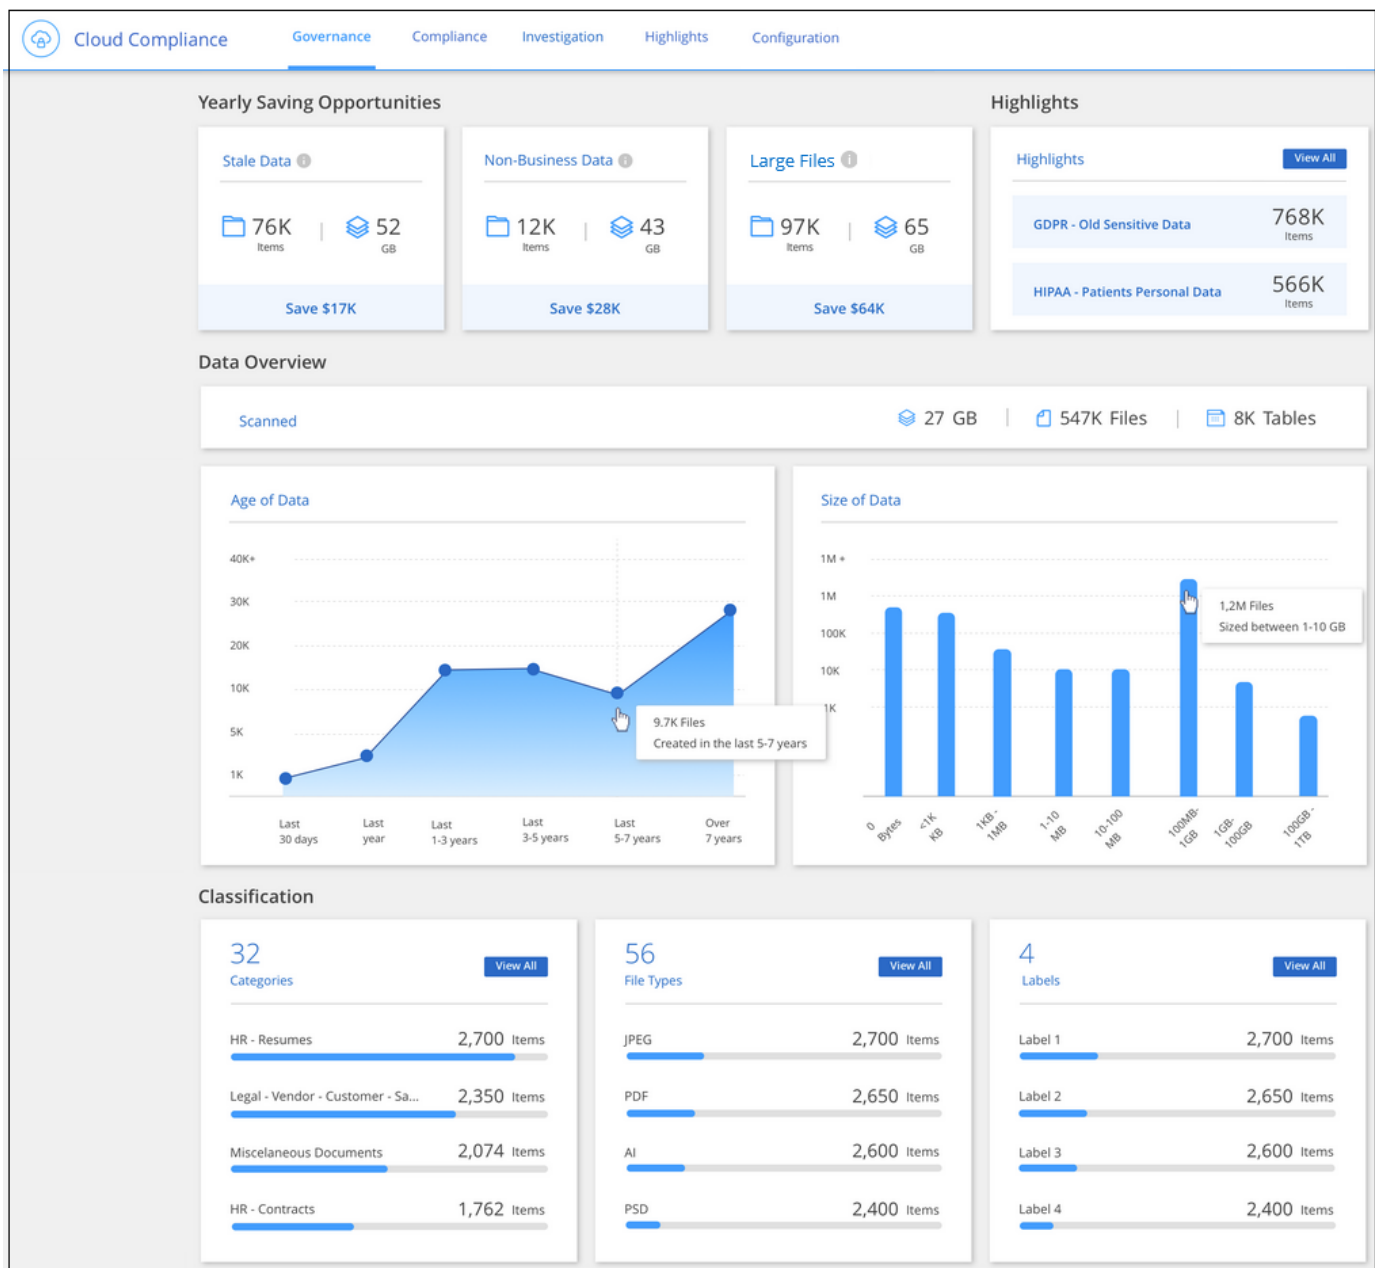 Cloud Compliance
Governance
Compliance
Investigation
Highlights
Configuration
Yearly Saving Opportunities
Stale Data
76K
Items
52
GB
Save $17K
Non-Business Data
12K
Items
43
GB
Save $28K
Large Files
97K
Items
65
GB
Save $64K
Highlights
Highlights
View All
GDPR - Old Sensitive Data
768K
Items
HIPAA - Patients Personal Data
566K
Items
Data Overview
Scanned
27 GB
547K Files
8K Tables
Age of Data
40K+
30K
20K
10K
5K
1K
9.7K Files
Created in the last 5-7 years
Last
30 days
Last
year
Last
1-3 years
Last
3-5 years
Last
5-7 years
Over
7 years
Size of Data
1M +
1M
100K
10K
1K
1,2M Files
Sized between 1-10 GB
0
Bytes
<1K
KB
1KB -
1MB
1-10
MB
10-100
MB
100MB-
1GB
1GB-
100GB
100GB -
1TB
Classification
32
Categories
View All
HR - Resumes
2,700 Items
Legal - Vendor - Customer - Sa...
2,350 Items
Miscelaneous Documents
2,074 Items
HR - Contracts
1,762 Items
56
File Types
View All
JPEG
2,700 Items
PDF
2,650 Items
AI
2,600 Items
PSD
2,400 Items
4
Labels
View All
Label 1
2,700 Items
Label 2
2,650 Items
Label 3
2,600 Items
Label 4
2,400 Items